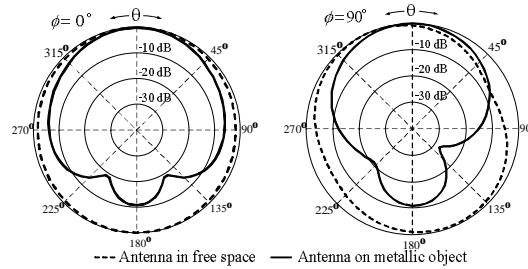 ϕ= 0°
θ
315°
-10 dB
45°
-20 dB
-30 dB
270°
90°
225°
135°
180°
ϕ=90°
θ
315°
-10 dB
45°
-20 dB
-30 dB
270°
90
225°
135°
180°
Antenna in free space
Antenna on metallic object